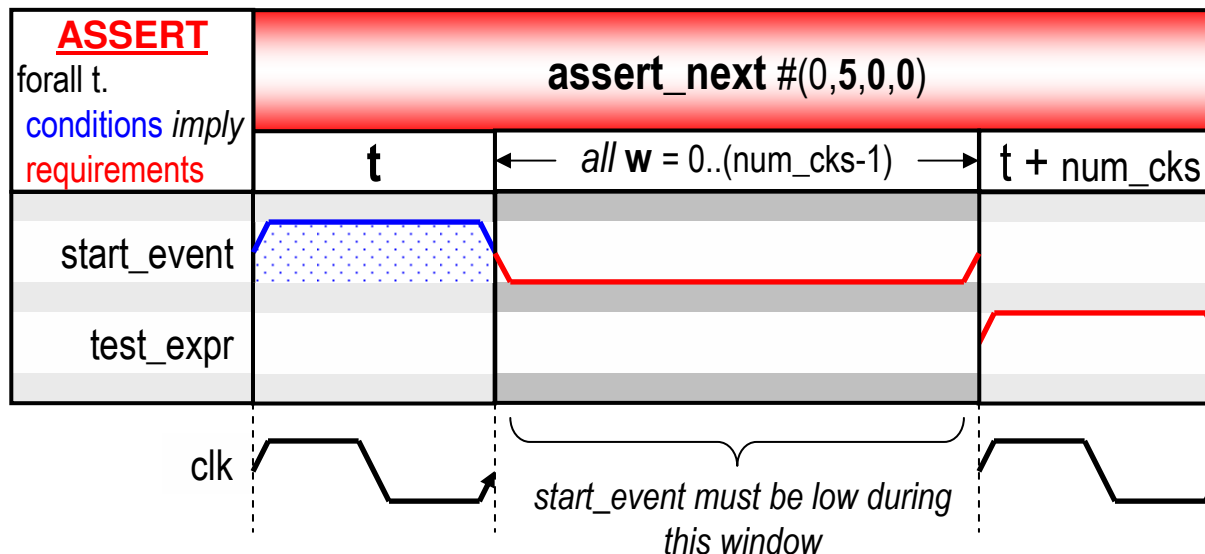 ASSERT
forall t.
conditions imply
requirements
assert_next #(0,5,0,0)
t
all w = 0..(num_cks-1)
t + num_cks
start_event
test_expr
clk
start_event must be low during
this window